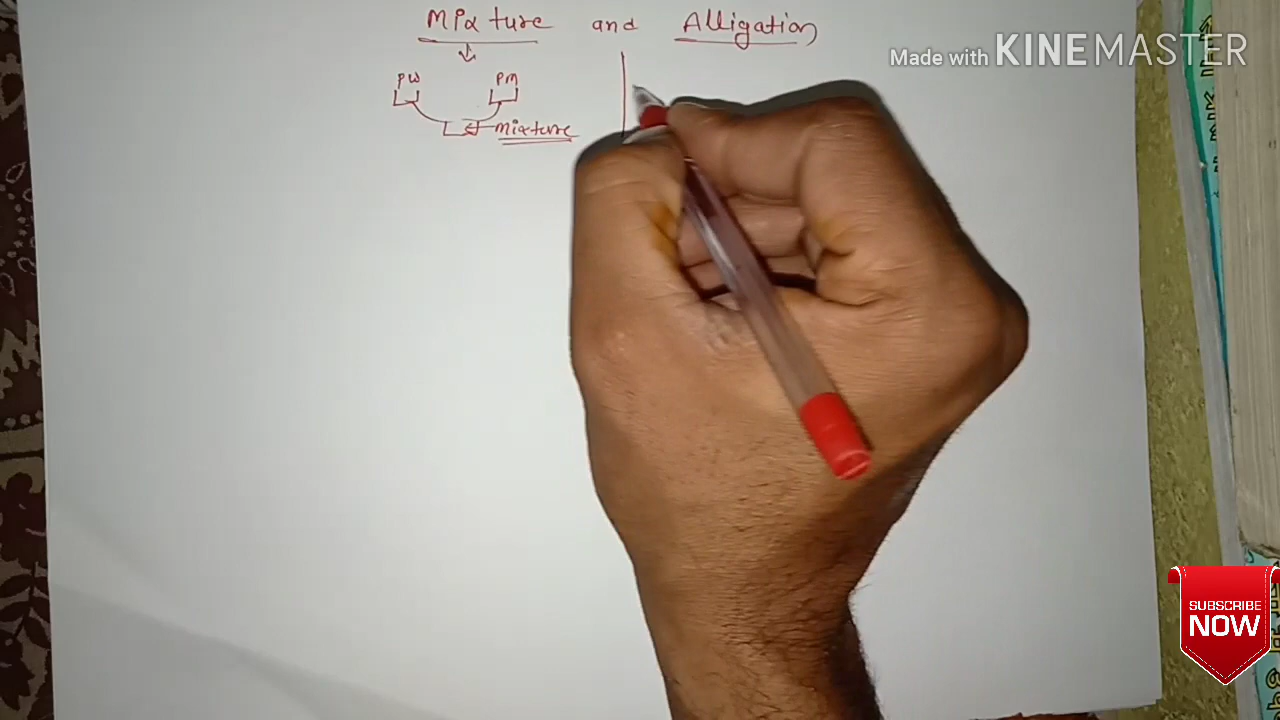 Mixture and Alligation
Made with KINEMASTER
PW PM
mixture
SUBSCRIBE
NOW